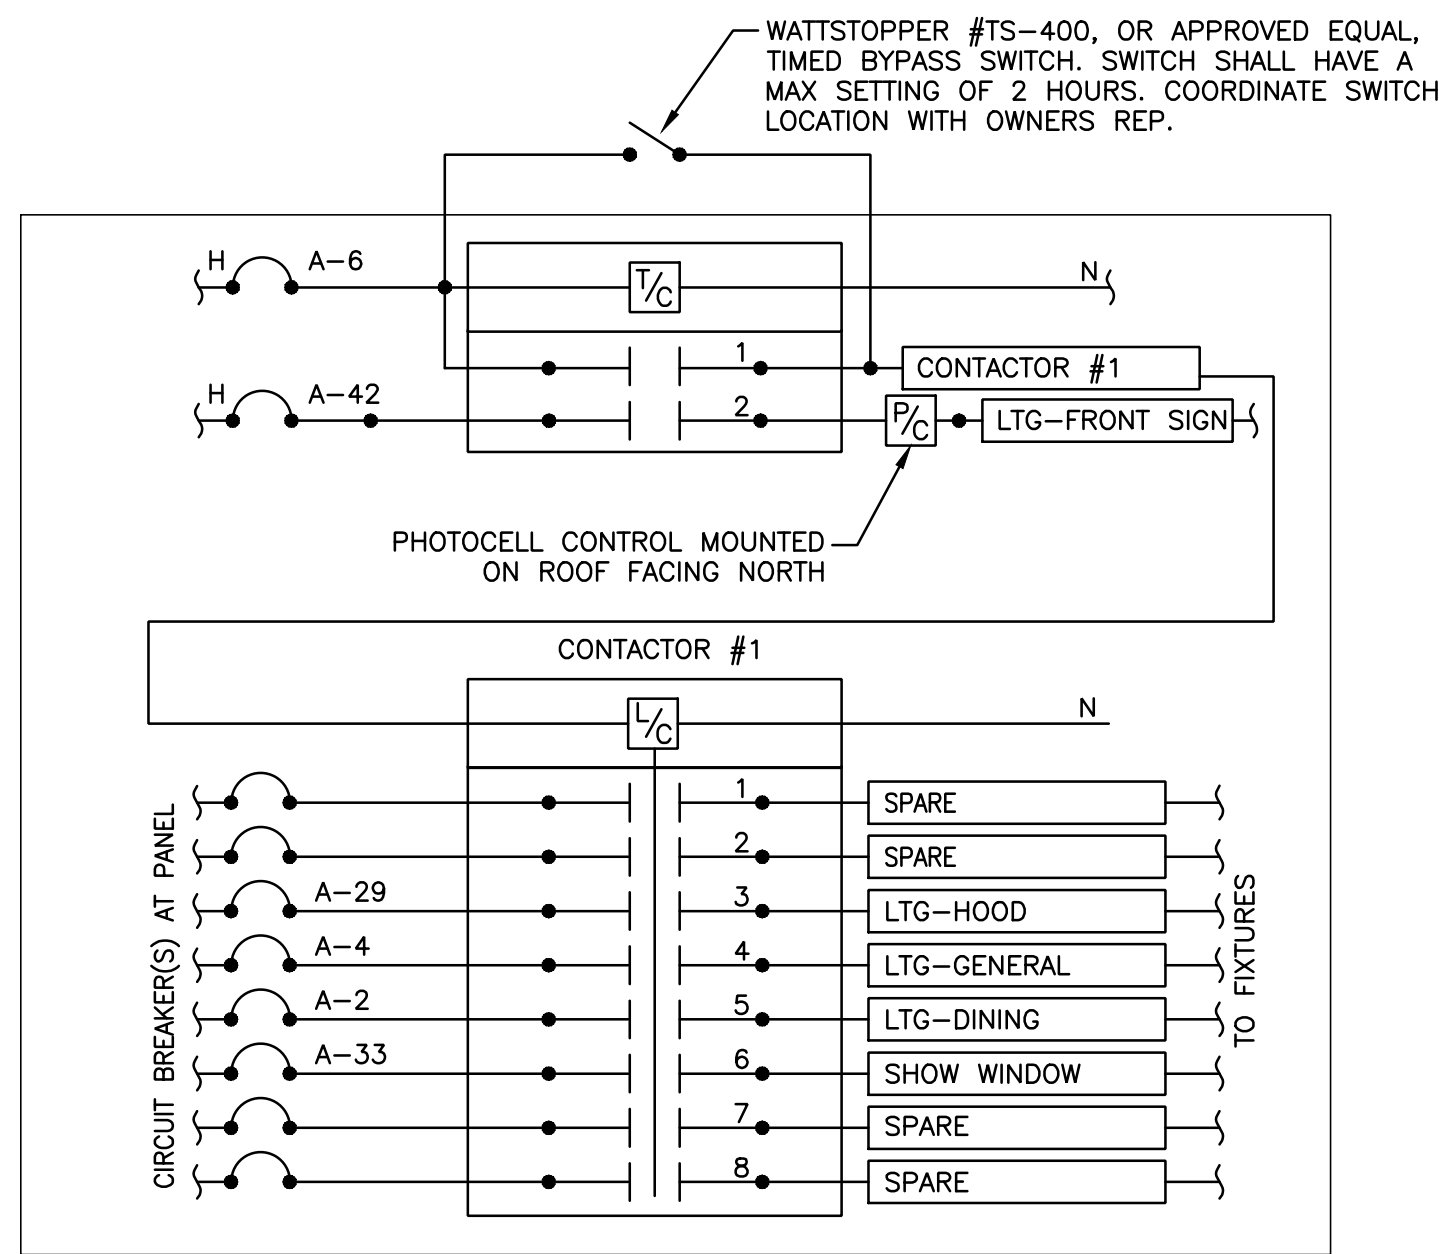 WATTSTOPPER #TS-400, OR APPROVED EQUAL,
TIMED BYPASS SWITCH. SWITCH SHALL HAVE A
MAX SETTING OF 2 HOURS. COORDINATE SWITCH
LOCATION WITH OWNERS REP.
H A-6 T/C N
1 CONTACTOR #1
H A-42 2 P/C LTG-FRONT SIGN
PHOTOCELL CONTROL MOUNTED
ON ROOF FACING NORTH
CONTACTOR #1
L/C N
CIRCUIT BREAKER(S) AT PANEL
1 SPARE
2 SPARE
A-29 3 LTG-HOOD
A-4 4 LTG-GENERAL
A-2 5 LTG-DINING
A-33 6 SHOW WINDOW
7 SPARE
8 SPARE
TO FIXTURES